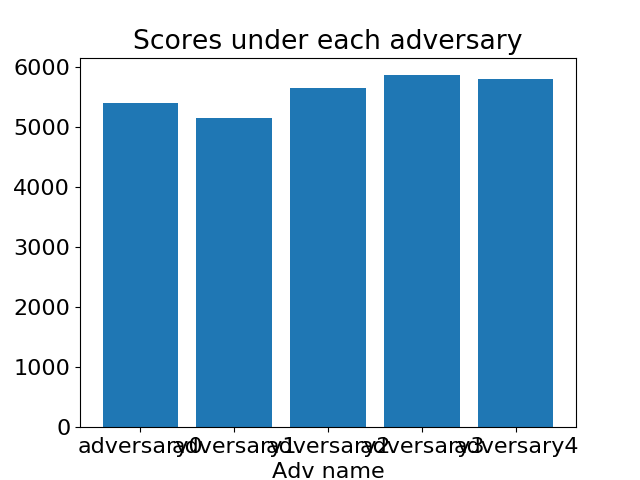 Scores under each adversary
6000
5000
4000
3000
2000
1000
0
adversary0 adversary1 adversary2 adversary3 adversary4
Adv name